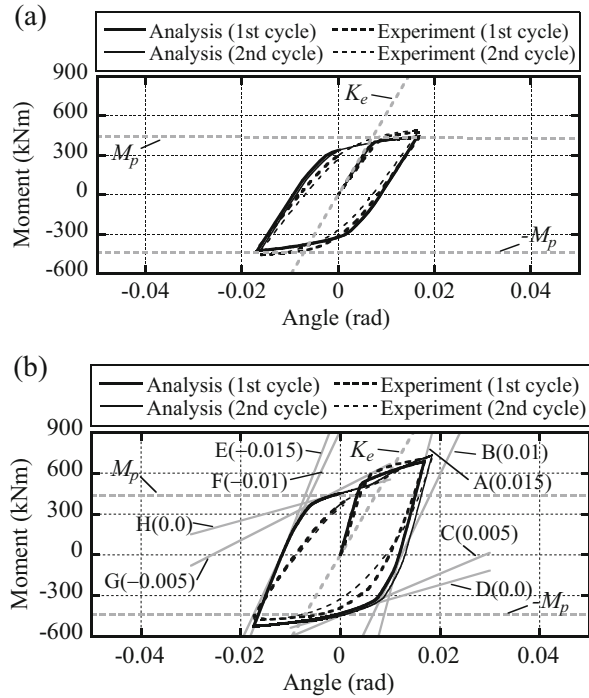 (a)
Analysis (1st cycle) Experiment (1st cycle)
Analysis (2nd cycle) Experiment (2nd cycle)
900
600
300
0
-300
-600
Moment (kNm)
K_e
M_p
-M_p
-0.04 -0.02 0 0.02 0.04
Angle (rad)
(b)
Analysis (1st cycle) Experiment (1st cycle)
Analysis (2nd cycle) Experiment (2nd cycle)
900
600
300
0
-300
-600
Moment (kNm)
E(−0.015)
K_e
B(0.01)
F(−0.01)
A(0.015)
M_p
H(0.0)
C(0.005)
G(−0.005)
D(0.0)
-M_p
-0.04 -0.02 0 0.02 0.04
Angle (rad)